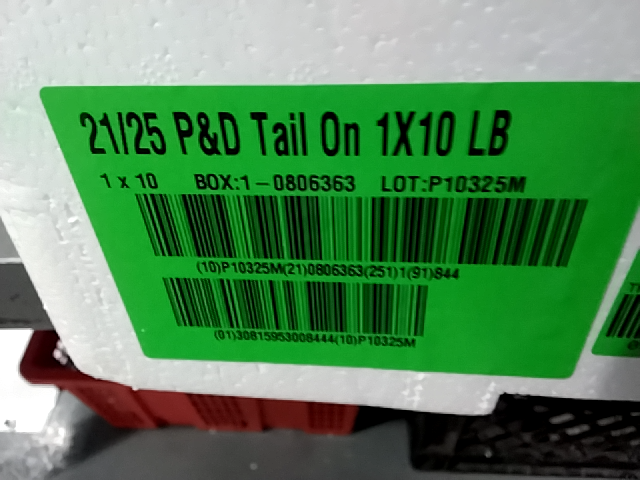 21/25 P&D Tail On 1X10 LB
1 x 10 BOX:1-0806363 LOT:P10325M
(10)P10325M(21)0806363(251)1(91)844
(01)30815953008444(10)P10325M